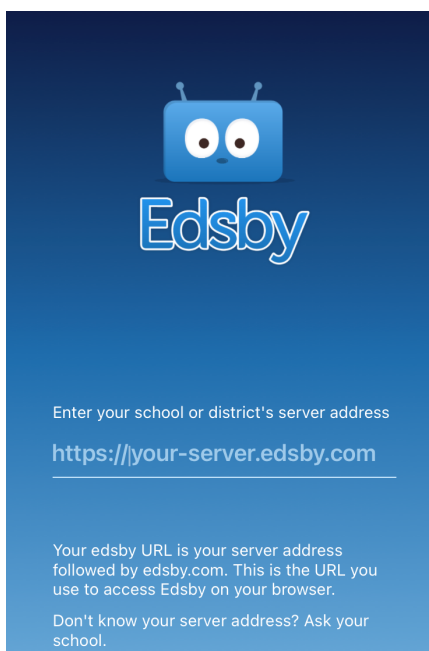 Edsby
Enter your school or district's server address
https://your-server.edsby.com
Your edsby URL is your server address
followed by edsby.com. This is the URL you
use to access Edsby on your browser.
Don't know your server address? Ask your
school.